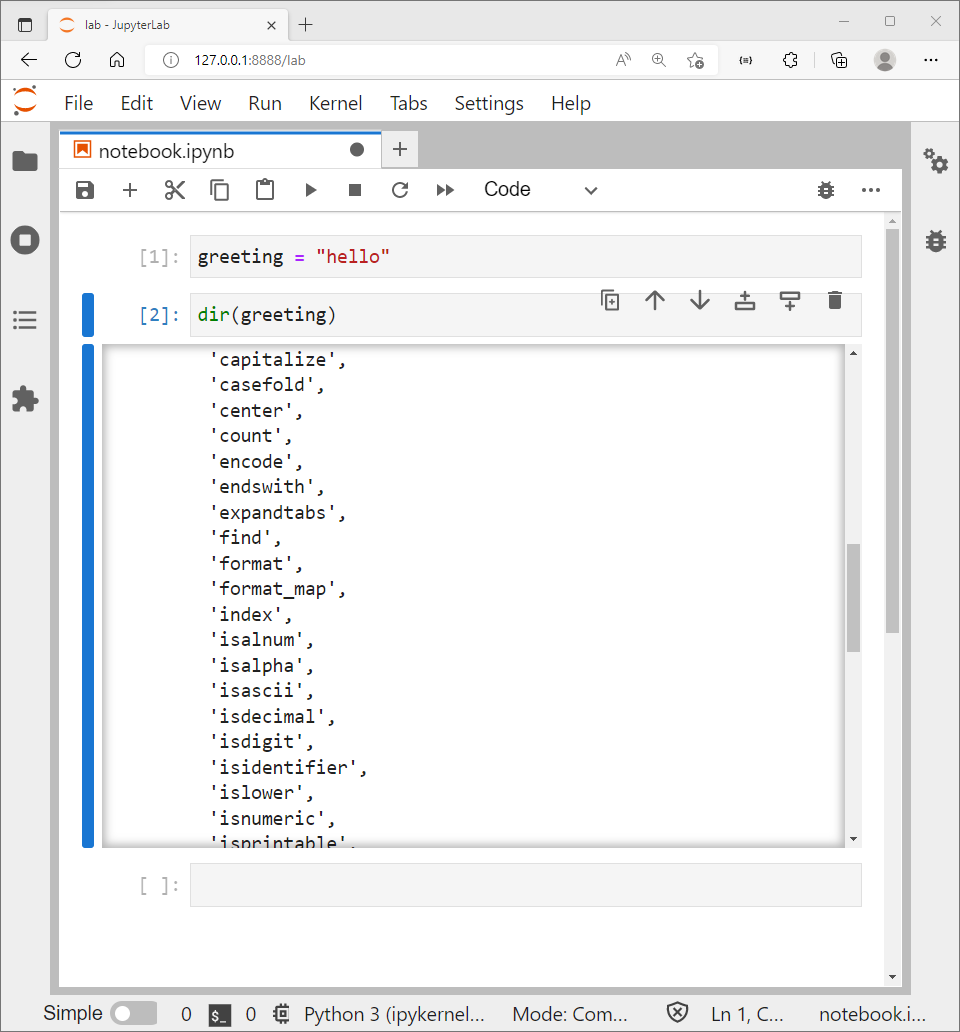 lab - JupyterLab
127.0.0.1:8888/lab
File Edit View Run Kernel Tabs Settings Help
notebook.ipynb
Code
[1]: greeting = "hello"
[2]: dir(greeting)
'capitalize',
'casefold',
'center',
'count',
'encode',
'endswith',
'expandtabs',
'find',
'format',
'format_map',
'index',
'isalnum',
'isalpha',
'isascii',
'isdecimal',
'isdigit',
'isidentifier',
'islower',
'isnumeric',
'isprintable',
[ ]:
Simple 0 $_ 0 Python 3 (ipykernel... Mode: Com... Ln 1, C... notebook.i...